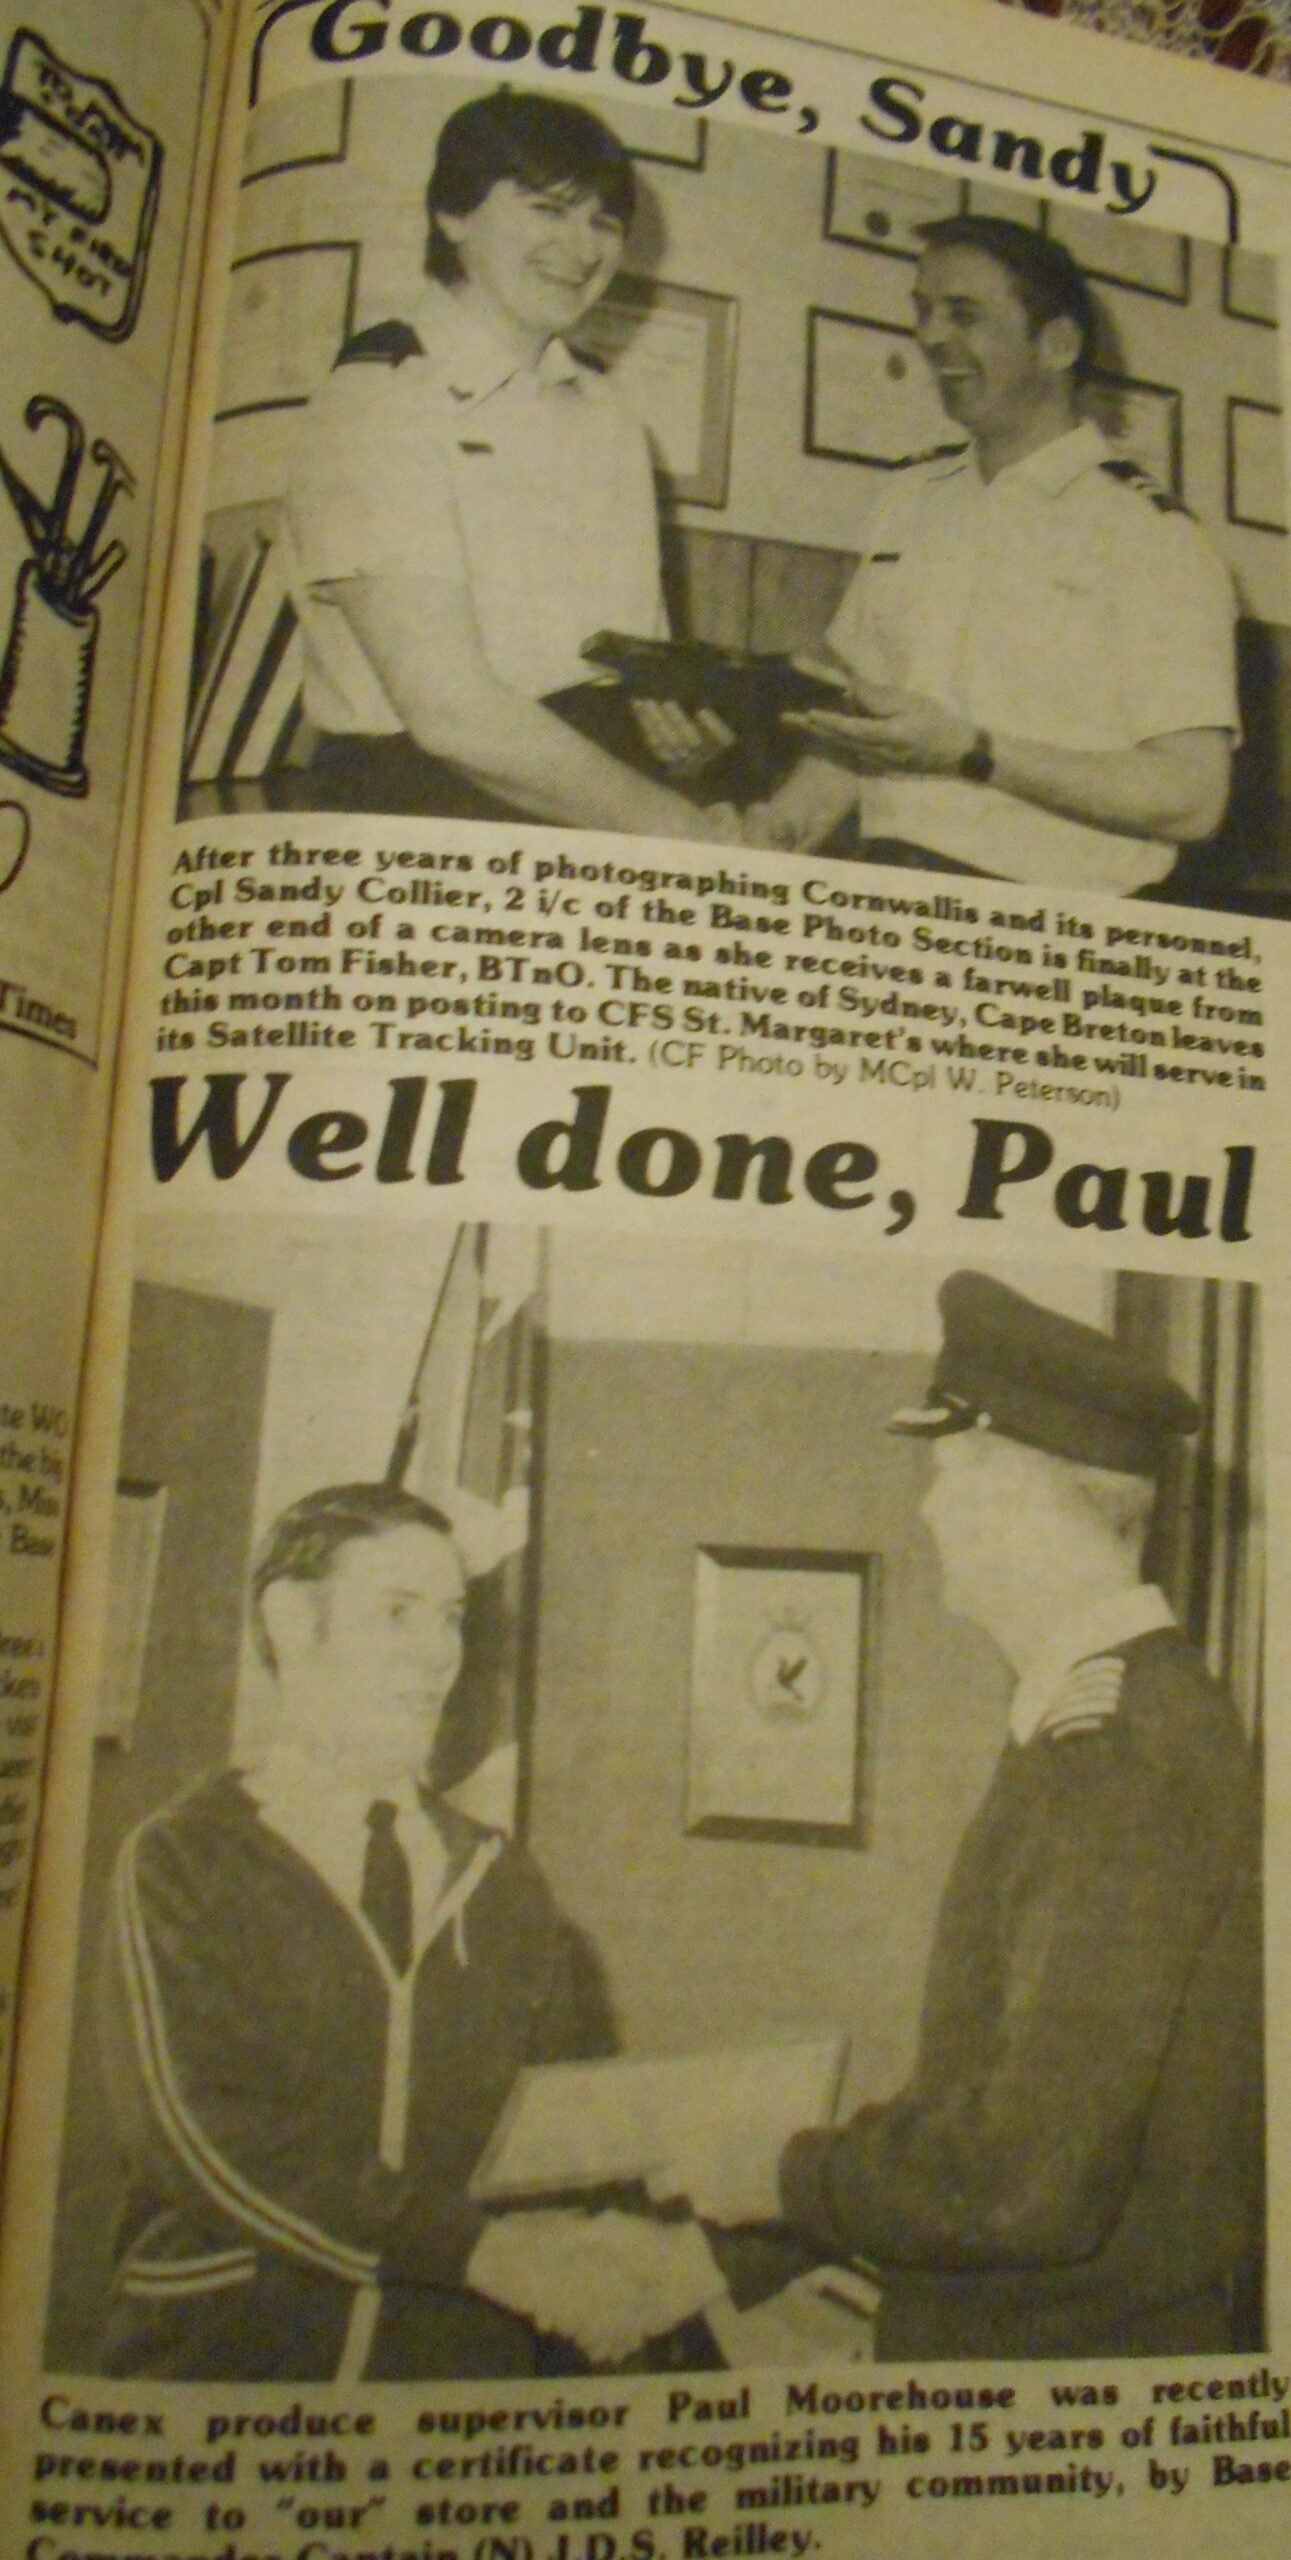 Goodbye, Sandy
After three years of photographing Cornwallis and its personnel,
Cpl Sandy Collier, 2 i/c of the Base Photo Section is finally at the
other end of a camera lens as she receives a farwell plaque from
Capt Tom Fisher, BTnO. The native of Sydney, Cape Breton leaves
this month on posting to CFS St. Margaret's where she will serve in
its Satellite Tracking Unit. (CF Photo by MCpl W. Peterson)
Well done, Paul
Canex produce supervisor Paul Moorehouse was recently
presented with a certificate recognizing his 15 years of faithful
service to "our" store and the military community, by Base
Commander Captain (N) J.D.S. Reilley.
SHOT
Times